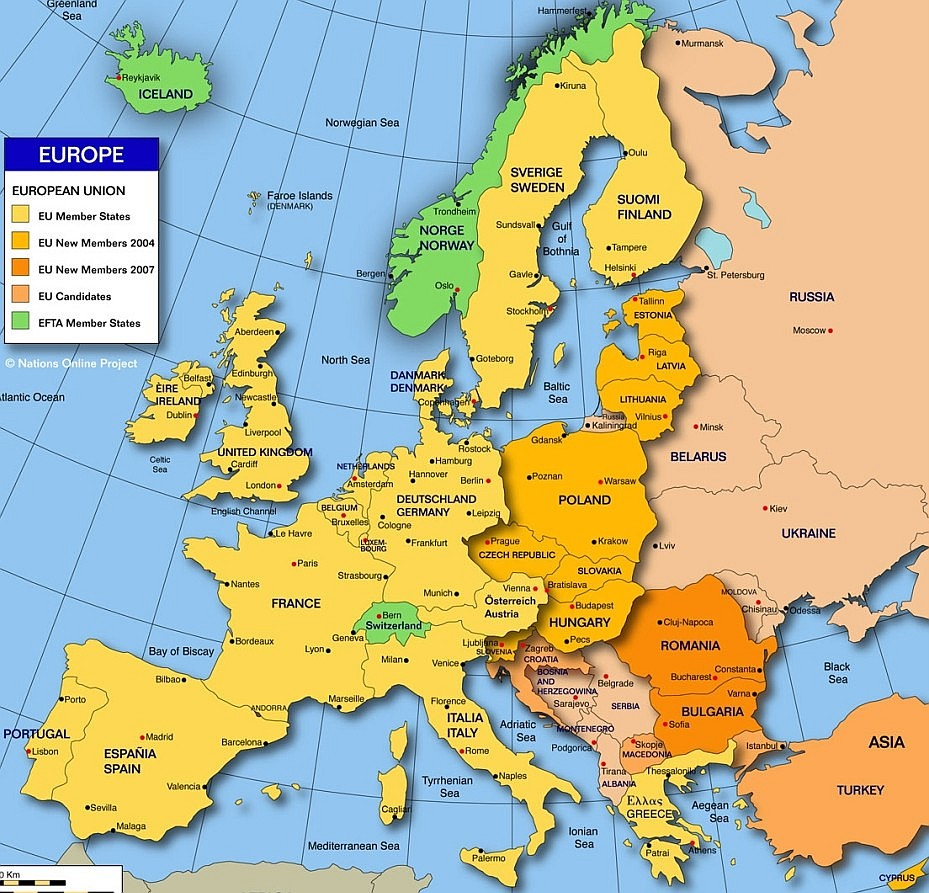 Greenland
Sea
Hammerfest
Murmansk
Reykjavik
ICELAND
Kiruna
Norwegian Sea
EUROPE
EUROPEAN UNION
EU Member States
EU New Members 2004
EU New Members 2007
EU Candidates
EFTA Member States
© Nations Online Project
Oulu
SVERIGE
SWEDEN
SUOMI
FINLAND
Faroe Islands
(DENMARK)
Trondheim
NORGE
NORWAY
Sundsvall
Gulf
of
Bothnia
Tampere
Helsinki
Bergen
Gavle
St. Petersburg
Oslo
Stockholm
Tallinn
ESTONIA
RUSSIA
Moscow
Aberdeen
North Sea
Goteborg
Riga
LATVIA
Edinburgh
Belfast
ÈIRE
IRELAND
Newcastle
DANMARK
DENMARK
Copenhagen
Baltic
Sea
LITHUANIA
Vilnius
Russia
Kaliningrad
Minsk
Atlantic Ocean
Dublin
Liverpool
Gdansk
Rostock
UNITED KINGDOM
Celtic
Sea
Cardiff
London
NETHERLANDS
Amsterdam
Hamburg
Hannover
Berlin
Poznan
Warsaw
POLAND
BELARUS
English Channel
BELGIUM
Bruxelles
DEUTSCHLAND
GERMANY
Leipzig
Cologne
Kiev
UKRAINE
Le Havre
LUXEM-
BOURG
Frankfurt
Prague
CZECH REPUBLIC
Krakow
Lviv
Paris
Strasbourg
SLOVAKIA
Nantes
Munich
Vienna
Bratislava
Österreich
Austria
MOLDOVA
Chisinau
Odessa
FRANCE
Bern
Switzerland
Budapest
HUNGARY
Cluj-Napoca
Geneva
Bordeaux
Lyon
Milan
Venice
Ljubljana
SLOVENIA
Pecs
ROMANIA
Bay of Biscay
Zagreb
CROATIA
Bilbao
BOSNIA
AND
HERZEGOWINA
Sarajevo
Belgrade
SERBIA
Bucharest
Constanta
Black
Sea
Porto
ANDORRA
Marseille
Florence
Varna
BULGARIA
Sofia
PORTUGAL
Lisbon
Madrid
ESPAÑIA
SPAIN
Barcelona
ITALIA
ITALY
Rome
Adriatic
Sea
MONTENEGRO
Podgorica
Skopje
MACEDONIA
Istanbul
ASIA
Valencia
Tyrrhenian
Sea
Naples
Tirana
ALBANIA
Thessaloniki
TURKEY
Sevilla
Malaga
Cagliari
Ελλας
GREECE
Aegean
Sea
Mediterranean Sea
Palermo
Ionian
Sea
Patrai
Athens
CYPRUS
0 Km